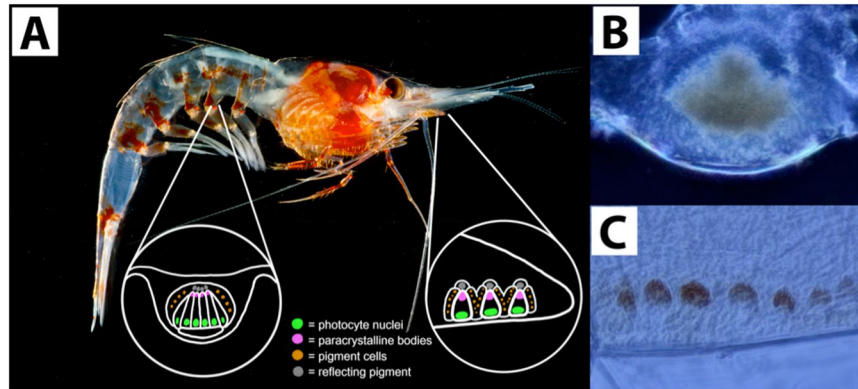 A
B
C
= photocyte nuclei
= paracrystalline bodies
= pigment cells
= reflecting pigment